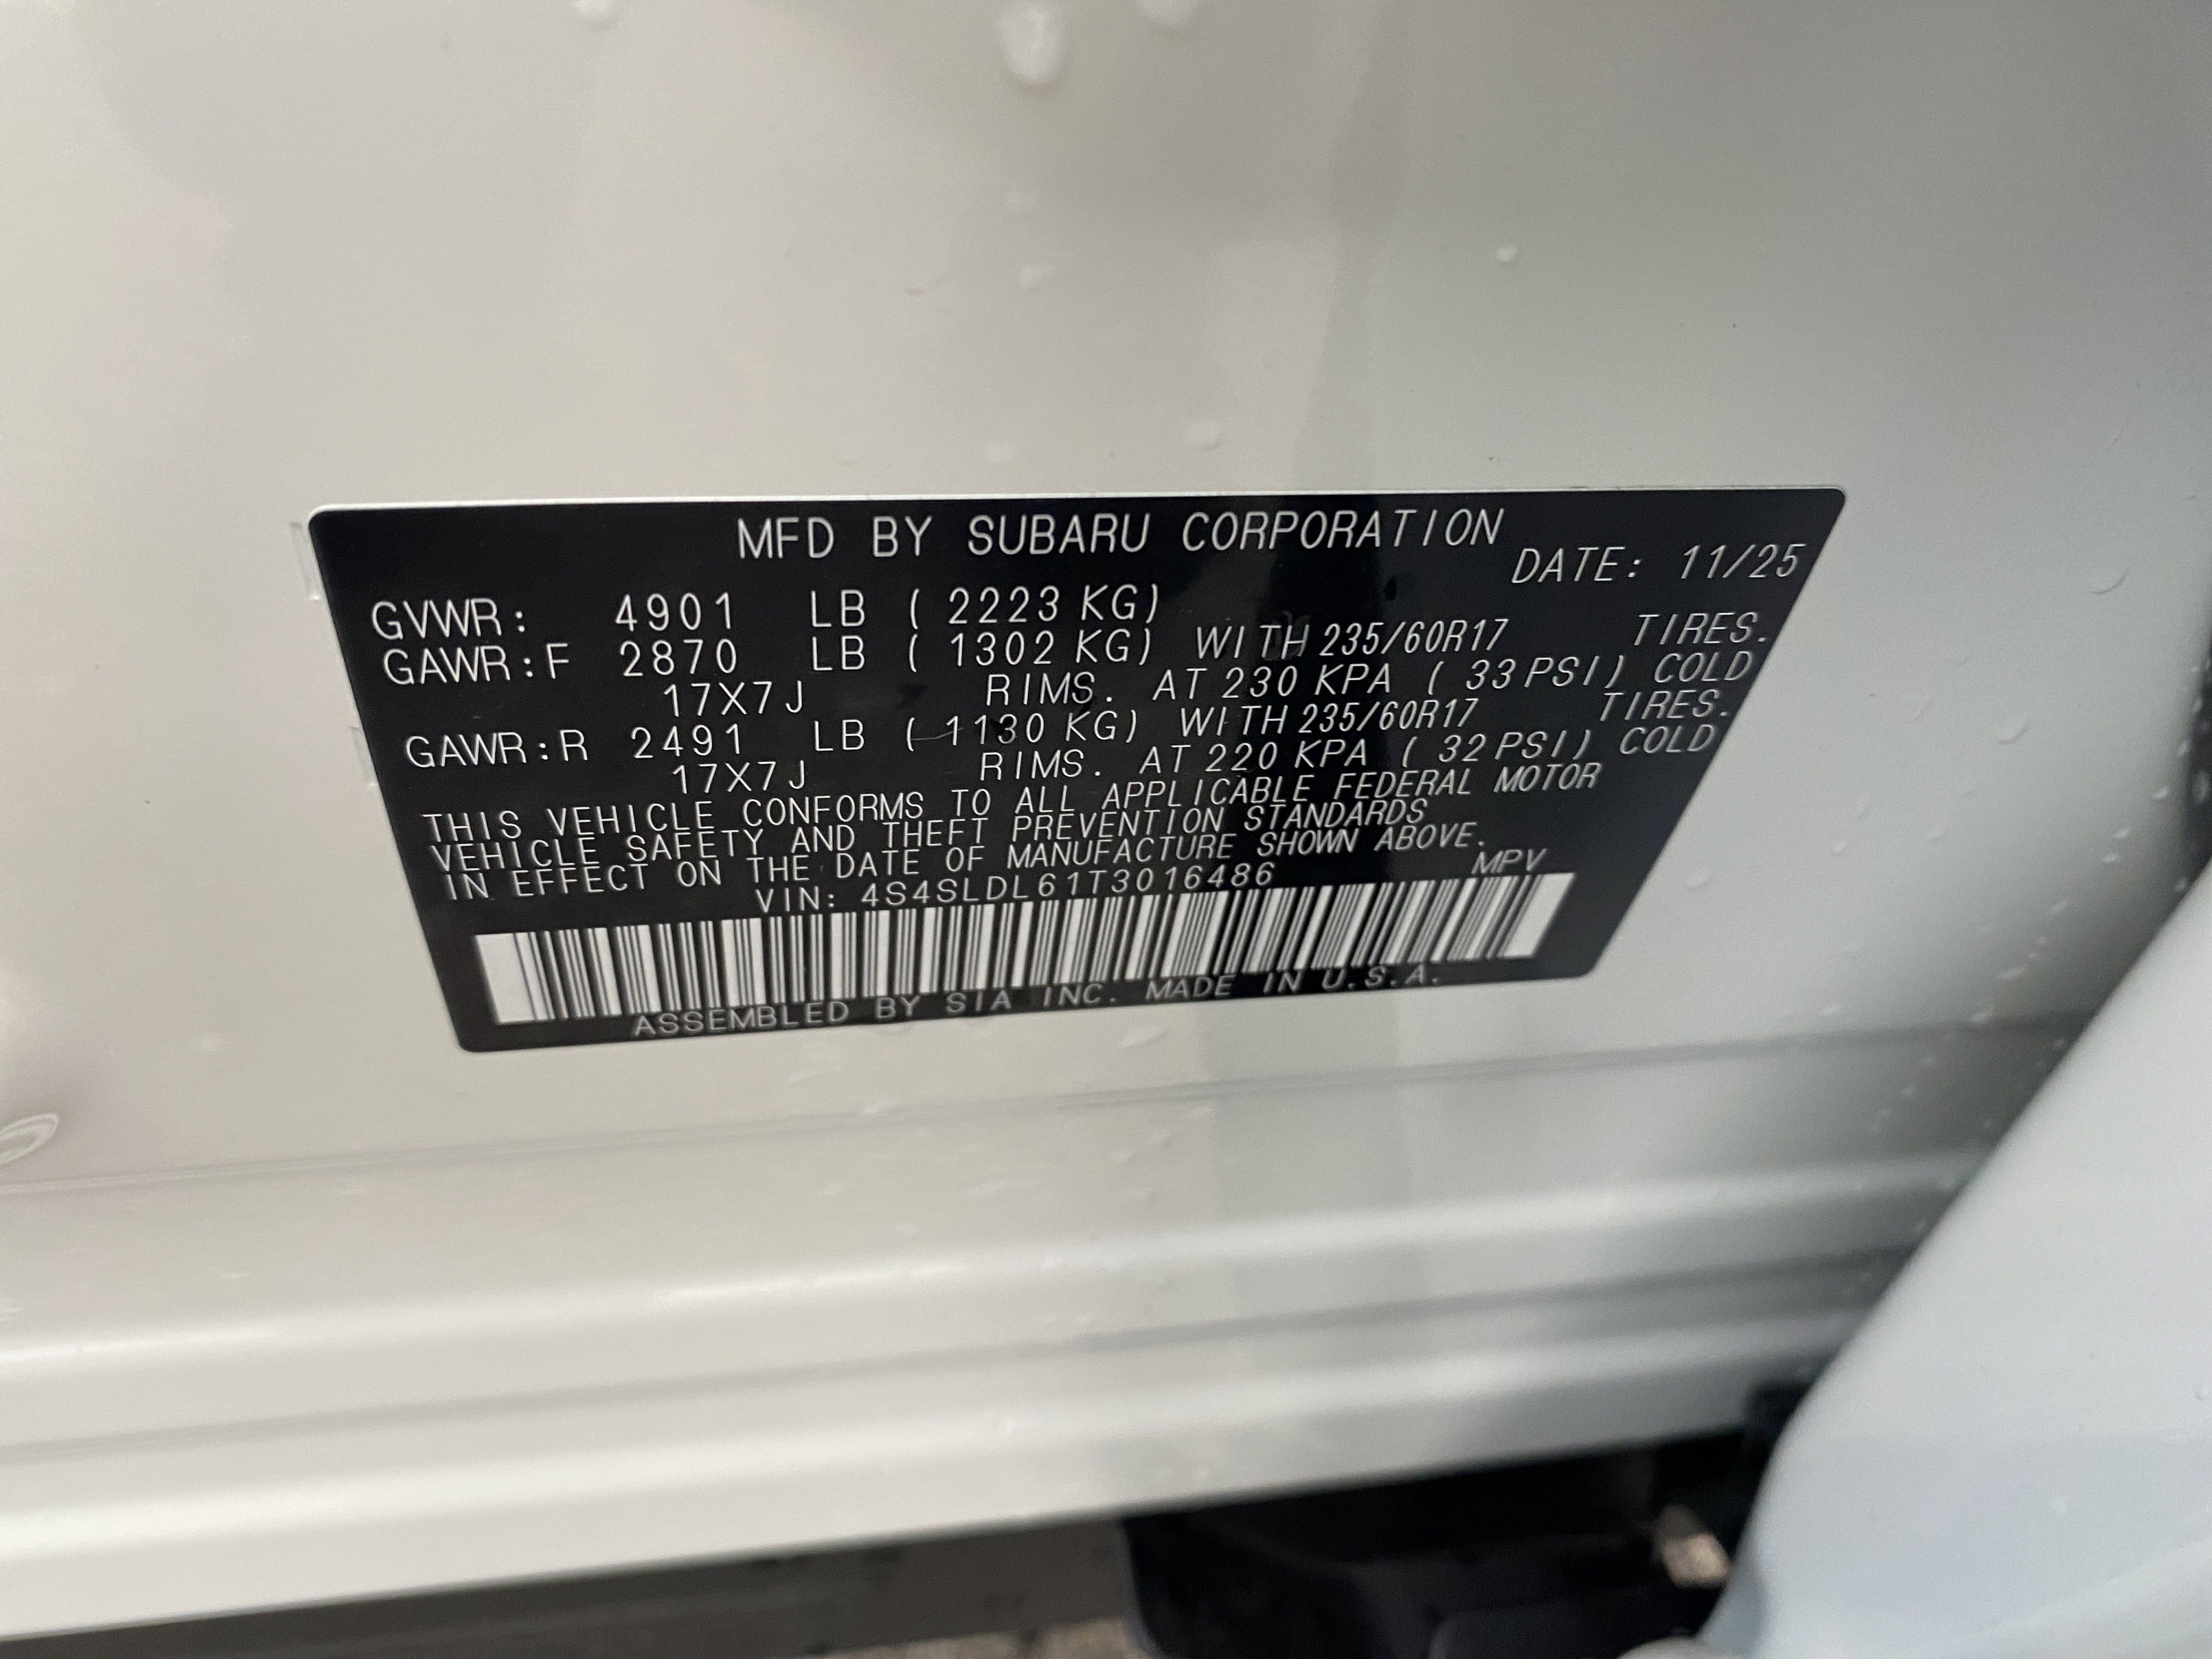 MFD BY SUBARU CORPORATION
DATE: 11/25
GVWR: 4901 LB ( 2223 KG)
GAWR:F 2870 LB ( 1302 KG) WITH 235/60R17 TIRES.
17X7J RIMS. AT 230 KPA ( 33 PSI) COLD
GAWR:R 2491 LB ( 1130 KG) WITH 235/60R17 TIRES.
17X7J RIMS. AT 220 KPA ( 32 PSI) COLD
THIS VEHICLE CONFORMS TO ALL APPLICABLE FEDERAL MOTOR
VEHICLE SAFETY AND THEFT PREVENTION STANDARDS
IN EFFECT ON THE DATE OF MANUFACTURE SHOWN ABOVE.
VIN: 4S4SLDL61T3016486 MPV
ASSEMBLED BY SIA INC. MADE IN U.S.A.